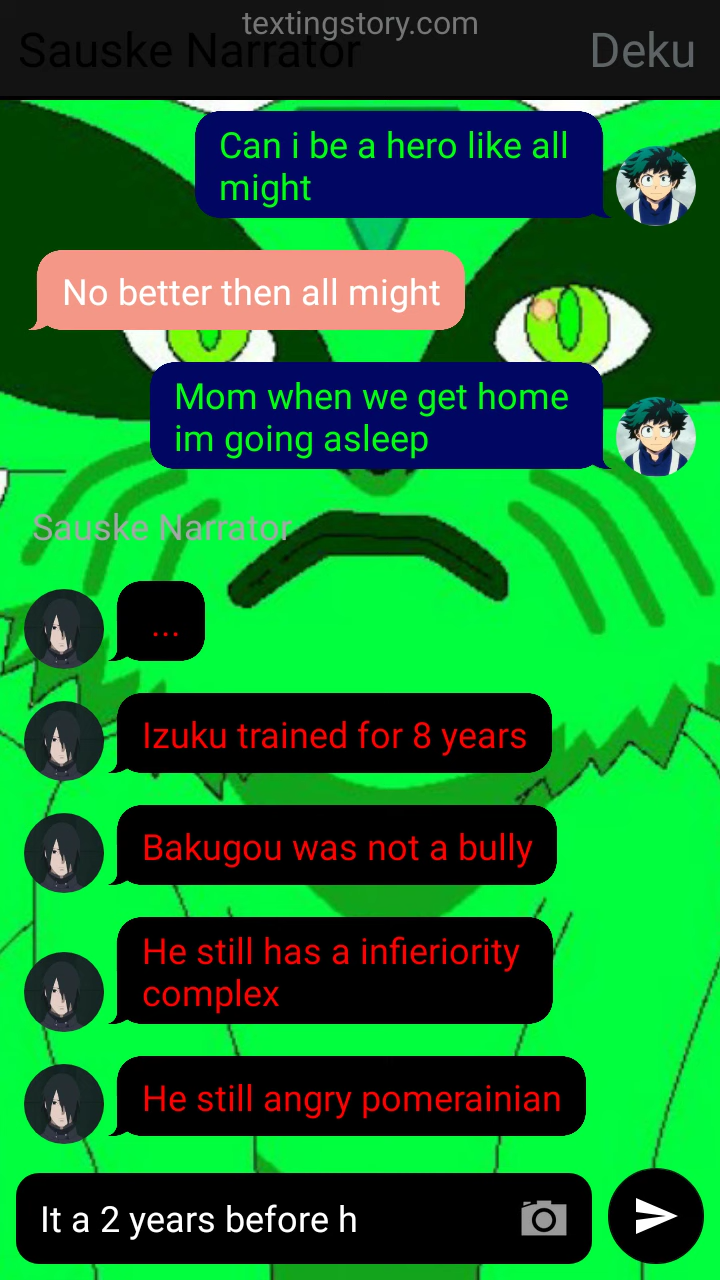 textingstory.com
Sauske Narrator
Deku
Can i be a hero like all
might
No better then all might
Mom when we get home
im going asleep
Sauske Narrator
...
Izuku trained for 8 years
Bakugou was not a bully
He still has a infieriority
complex
He still angry pomerainian
It a 2 years before h